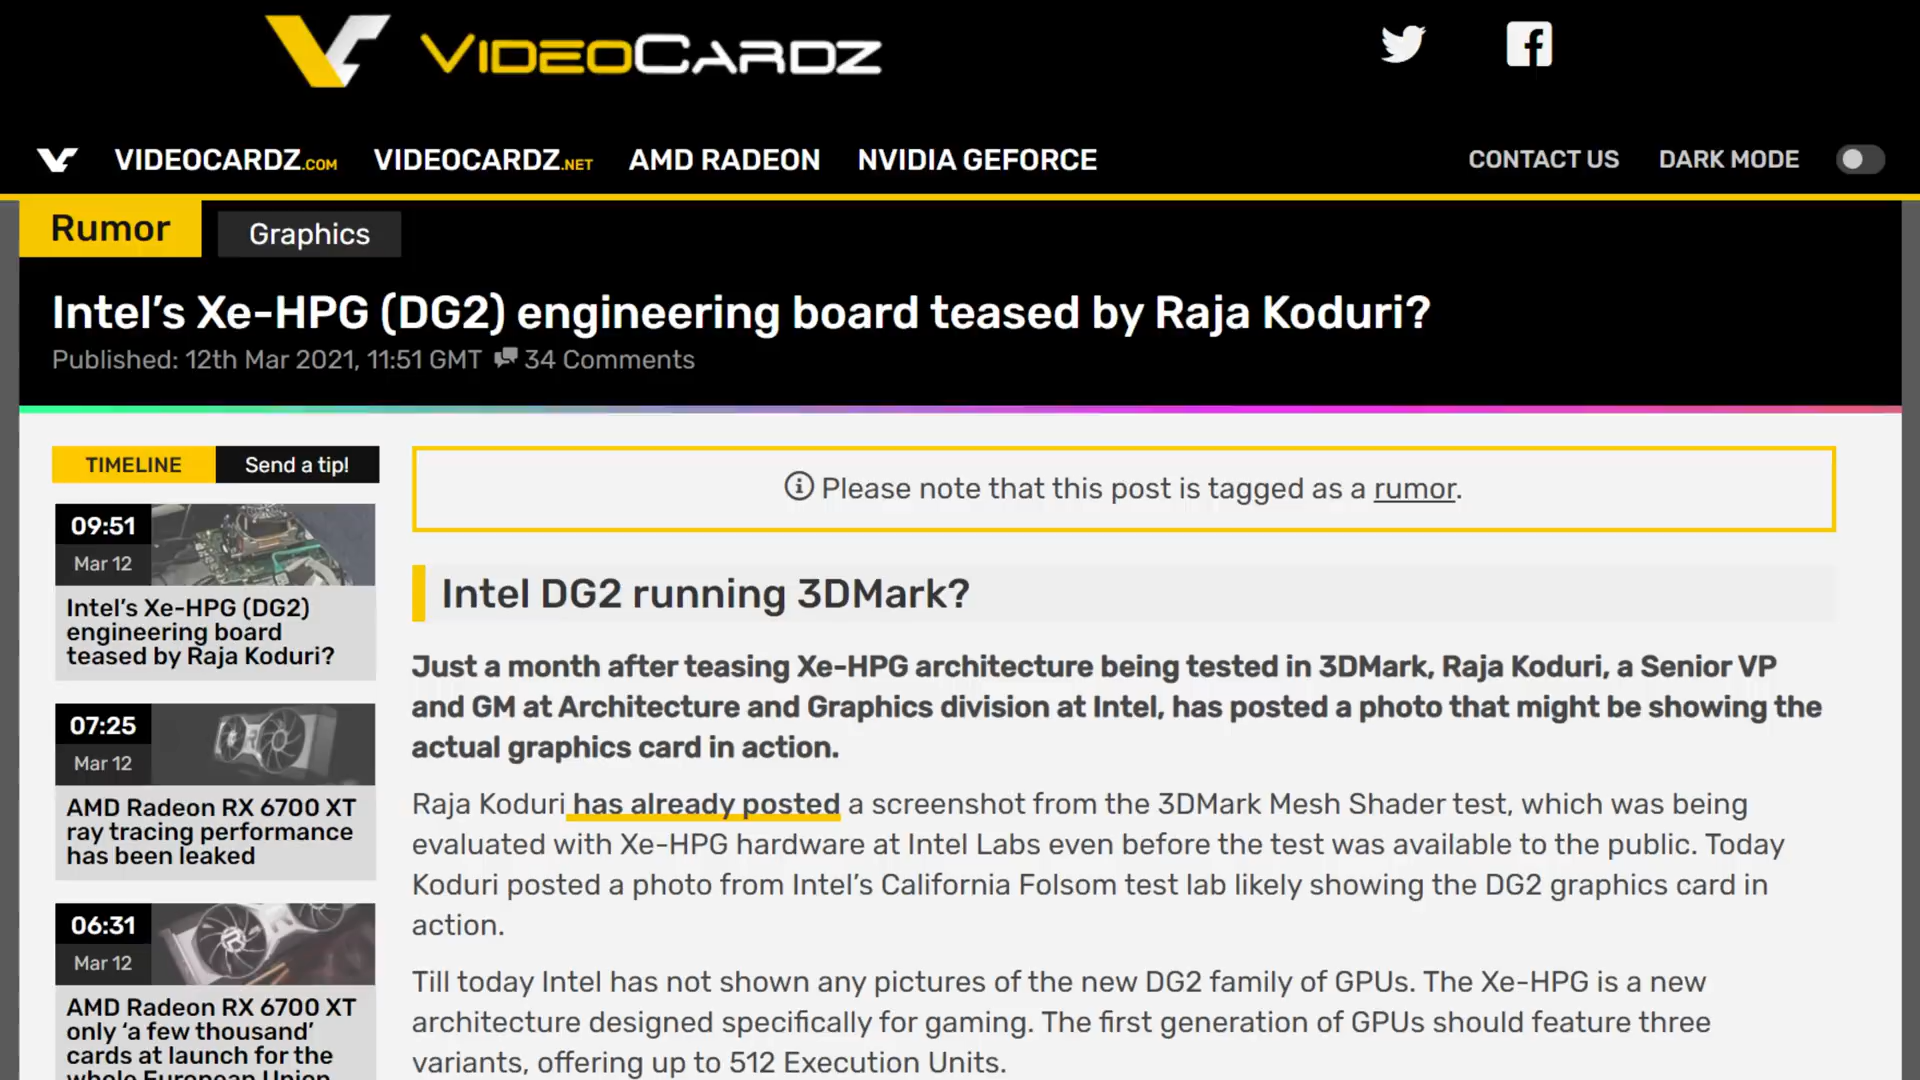 VIDEOCARDZ
VIDEOCARDZ.COM VIDEOCARDZ.NET AMD RADEON NVIDIA GEFORCE CONTACT US DARK MODE
Rumor Graphics
Intel’s Xe-HPG (DG2) engineering board teased by Raja Koduri?
Published: 12th Mar 2021, 11:51 GMT 34 Comments
TIMELINE Send a tip!
09:51
Mar 12
Intel’s Xe-HPG (DG2)
engineering board
teased by Raja Koduri?
07:25
Mar 12
AMD Radeon RX 6700 XT
ray tracing performance
has been leaked
06:31
Mar 12
AMD Radeon RX 6700 XT
only ‘a few thousand’
cards at launch for the
whole European Union
Please note that this post is tagged as a rumor.
Intel DG2 running 3DMark?
Just a month after teasing Xe-HPG architecture being tested in 3DMark, Raja Koduri, a Senior VP
and GM at Architecture and Graphics division at Intel, has posted a photo that might be showing the
actual graphics card in action.
Raja Koduri has already posted a screenshot from the 3DMark Mesh Shader test, which was being
evaluated with Xe-HPG hardware at Intel Labs even before the test was available to the public. Today
Koduri posted a photo from Intel’s California Folsom test lab likely showing the DG2 graphics card in
action.
Till today Intel has not shown any pictures of the new DG2 family of GPUs. The Xe-HPG is a new
architecture designed specifically for gaming. The first generation of GPUs should feature three
variants, offering up to 512 Execution Units.